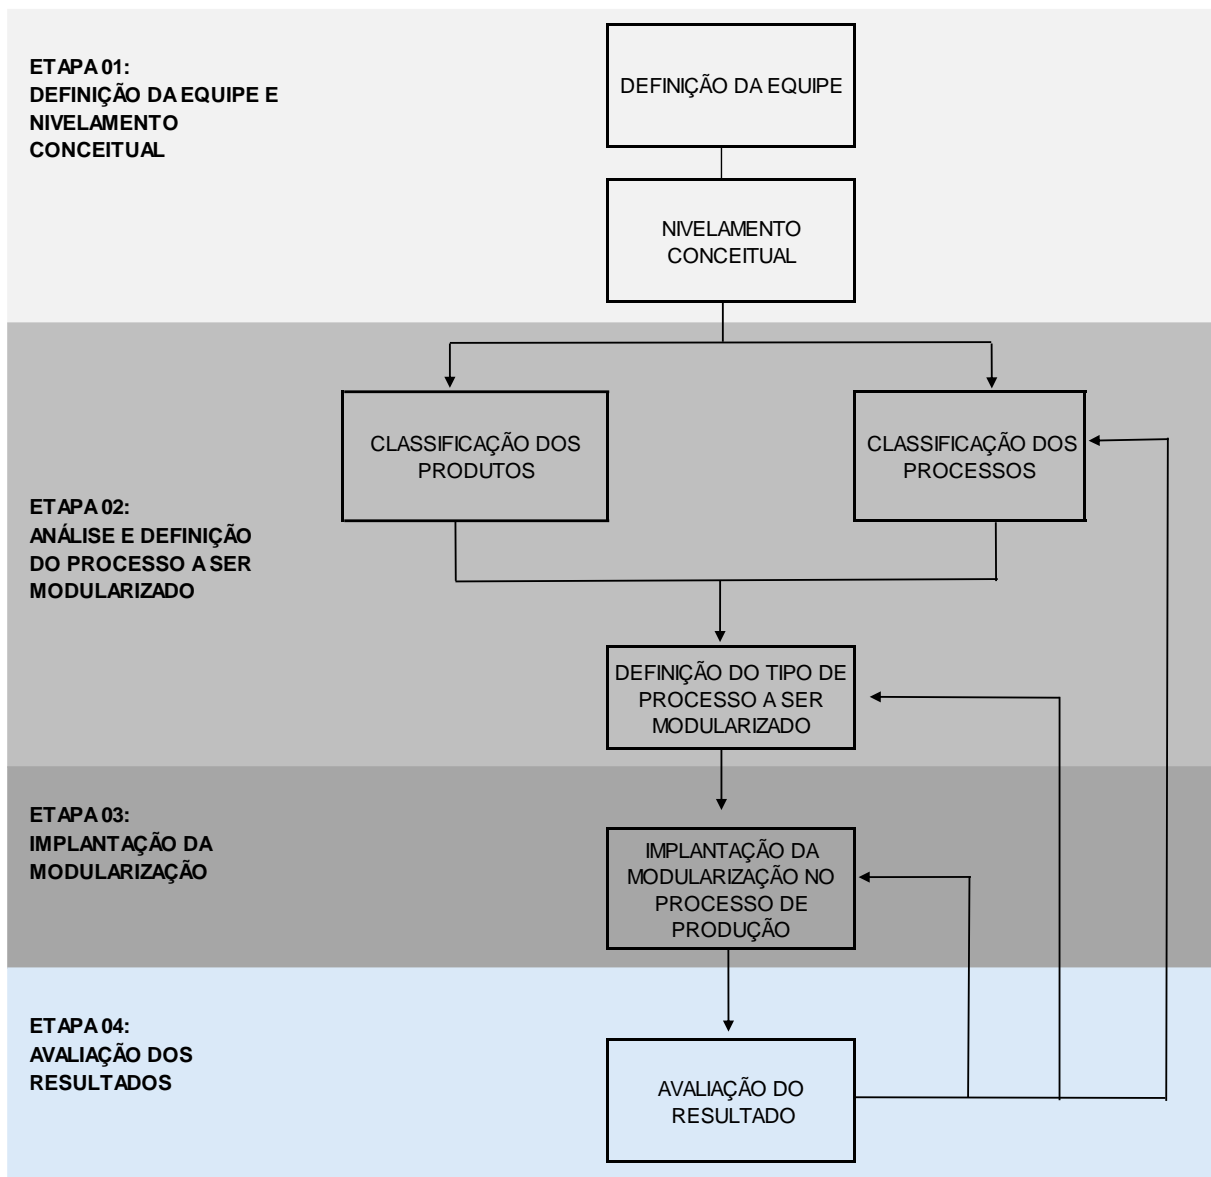 ETAPA 01:
DEFINIÇÃO DA EQUIPE E
NIVELAMENTO
CONCEITUAL
DEFINIÇÃO DA EQUIPE
NIVELAMENTO
CONCEITUAL
ETAPA 02:
ANÁLISE E DEFINIÇÃO
DO PROCESSO A SER
MODULARIZADO
CLASSIFICAÇÃO DOS
PRODUTOS
CLASSIFICAÇÃO DOS
PROCESSOS
DEFINIÇÃO DO TIPO DE
PROCESSO A SER
MODULARIZADO
ETAPA 03:
IMPLANTAÇÃO DA
MODULARIZAÇÃO
IMPLANTAÇÃO DA
MODULARIZAÇÃO NO
PROCESSO DE
PRODUÇÃO
ETAPA 04:
AVALIAÇÃO DOS
RESULTADOS
AVALIAÇÃO DO
RESULTADO